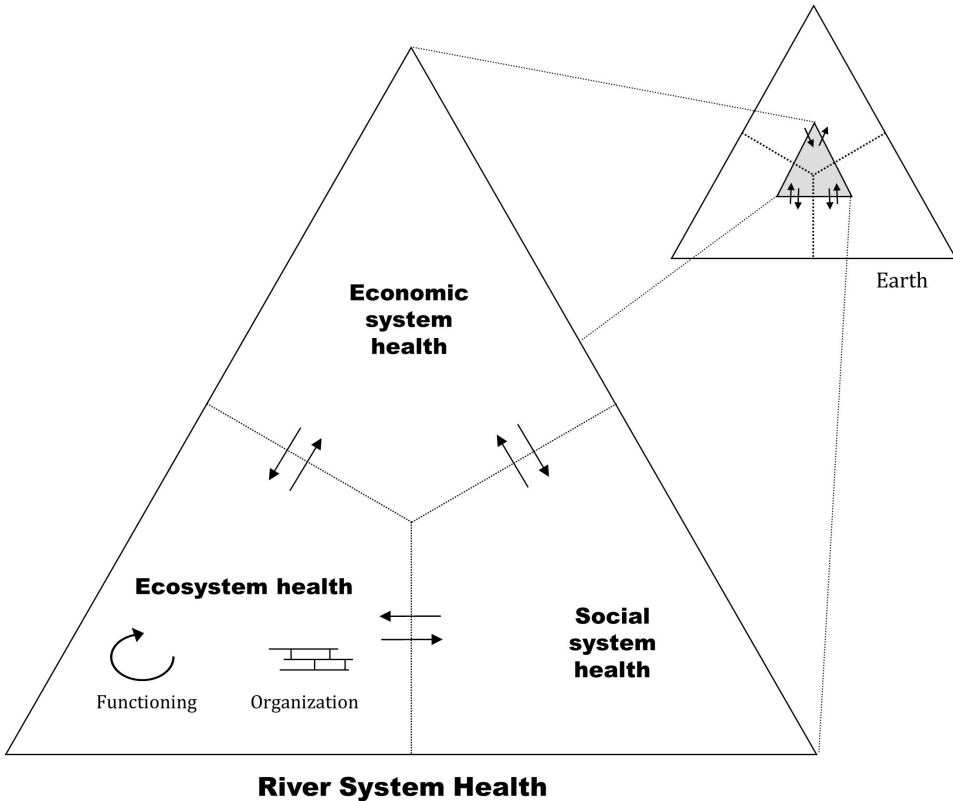 Earth
Economic
system
health
Ecosystem health
Social
system
health
Functioning
Organization
River System Health